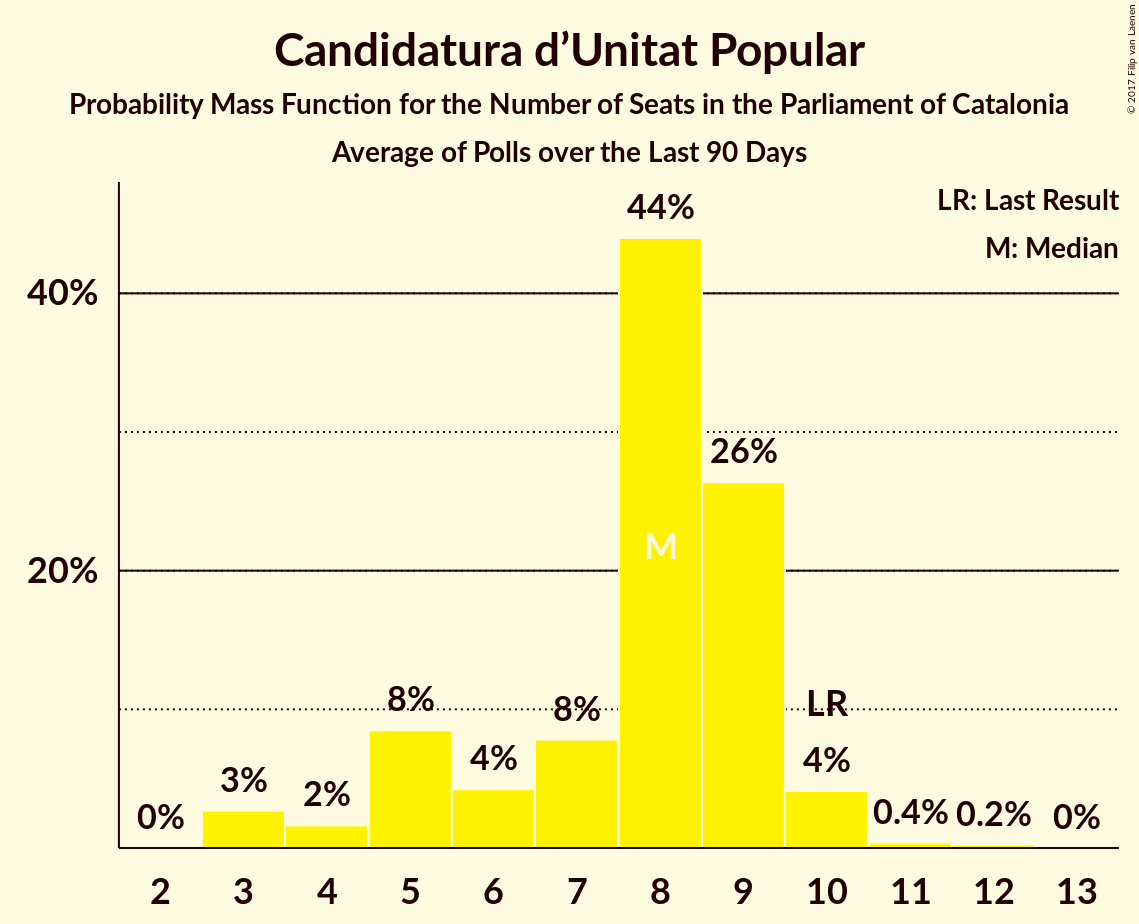 Candidatura d’Unitat Popular
Probability Mass Function for the Number of Seats in the Parliament of Catalonia
Average of Polls over the Last 90 Days
© 2017 Filip van Laenen
LR: Last Result
M: Median
40%
20%
0%
3%
2%
8%
4%
8%
44%
M
26%
LR
4%
0.4%
0.2%
0%
2 3 4 5 6 7 8 9 10 11 12 13